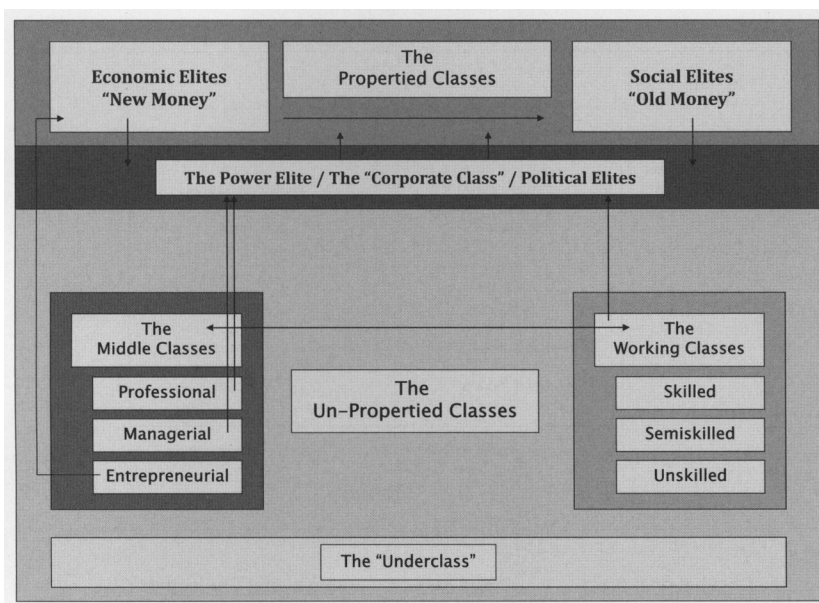 Economic Elites
“New Money”
The
Propertied Classes
Social Elites
“Old Money”
The Power Elite / The “Corporate Class” / Political Elites
The
Middle Classes
Professional
Managerial
Entrepreneurial
The
Un-Propertied Classes
The
Working Classes
Skilled
Semiskilled
Unskilled
The “Underclass”